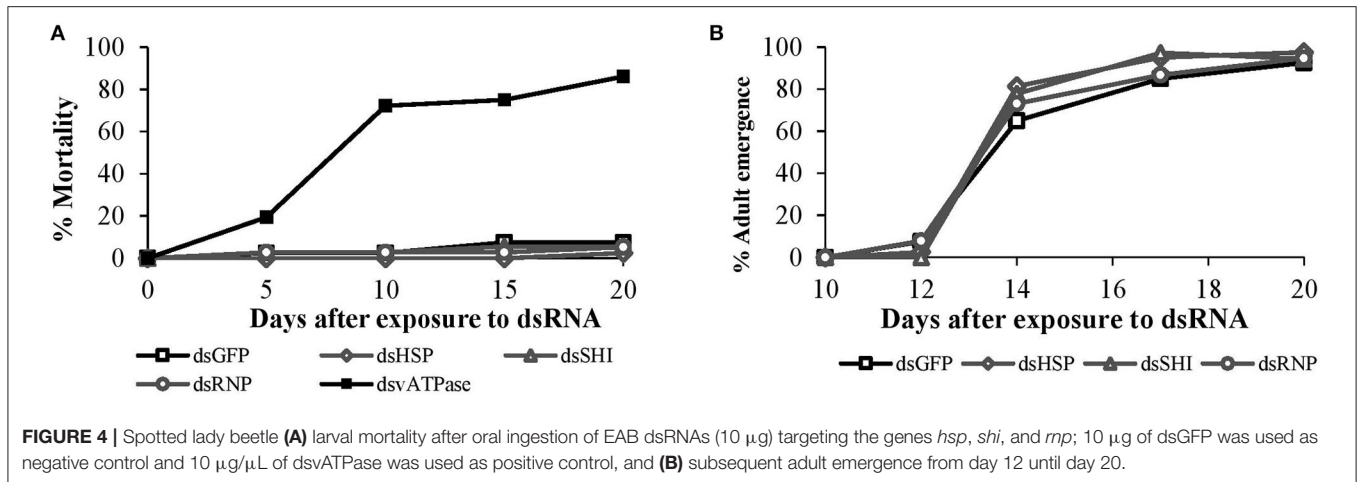 A
100
80
60
40
20
0
% Mortality
0 5 10 15 20
Days after exposure to dsRNA
dsGFP dsHSP dsSHI
dsRNP dsvATPase
B
100
80
60
40
20
0
% Adult emergence
10 12 14 16 18 20
Days after exposure to dsRNA
dsGFP dsHSP dsSHI dsRNP
FIGURE 4 | Spotted lady beetle (A) larval mortality after oral ingestion of EAB dsRNAs (10 μg) targeting the genes hsp, shi, and rnp; 10 μg of dsGFP was used as
negative control and 10 μg/μL of dsvATPase was used as positive control, and (B) subsequent adult emergence from day 12 until day 20.